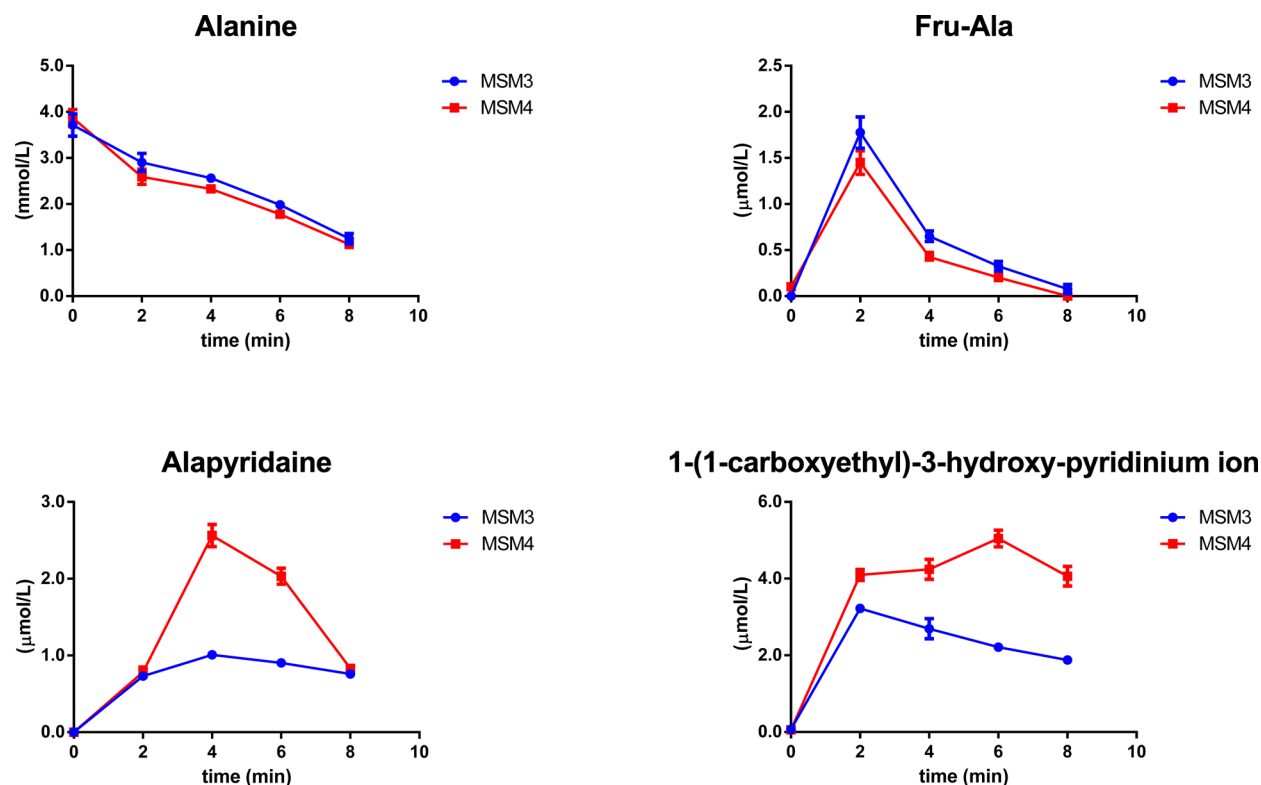 Alanine
5.0
4.0
3.0
2.0
1.0
0.0
(mmol/L)
0 2 4 6 8 10
time (min)
MSM3
MSM4
Fru-Ala
2.5
2.0
1.5
1.0
0.5
0.0
(μmol/L)
0 2 4 6 8 10
time (min)
MSM3
MSM4
Alapyridaine
3.0
2.0
1.0
0.0
(μmol/L)
0 2 4 6 8 10
time (min)
MSM3
MSM4
1-(1-carboxyethyl)-3-hydroxy-pyridinium ion
6.0
4.0
2.0
0.0
(μmol/L)
0 2 4 6 8 10
time (min)
MSM3
MSM4